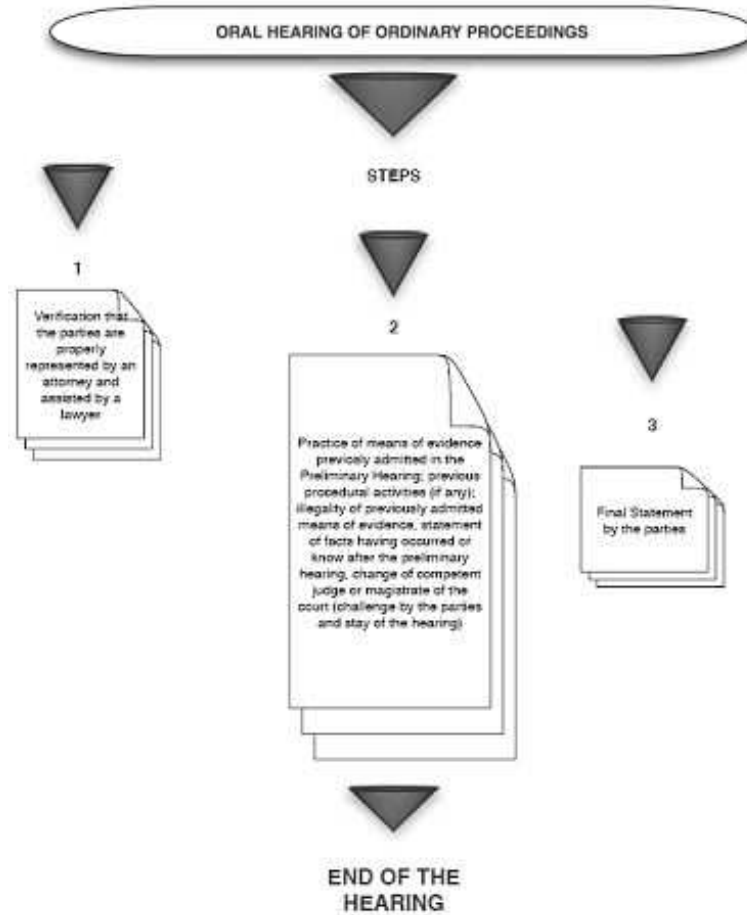 ORAL HEARING OF ORDINARY PROCEEDINGS
STEPS
1
Verification that
the parties are
properly
represented by an
attorney and
assisted by a
lawyer
2
Practice of means of evidence
previosly admitted in the
Preliminary Hearing; previous
procedural activities (if any);
illegality of previously admitted
means of evidence, statement
of facts having occurred or
know after the preliminary
hearing, change of competent
judge or magistrate of the
court (challenge by the parties
and stay of the hearing)
3
Final Statement
by the parties
END OF THE
HEARING